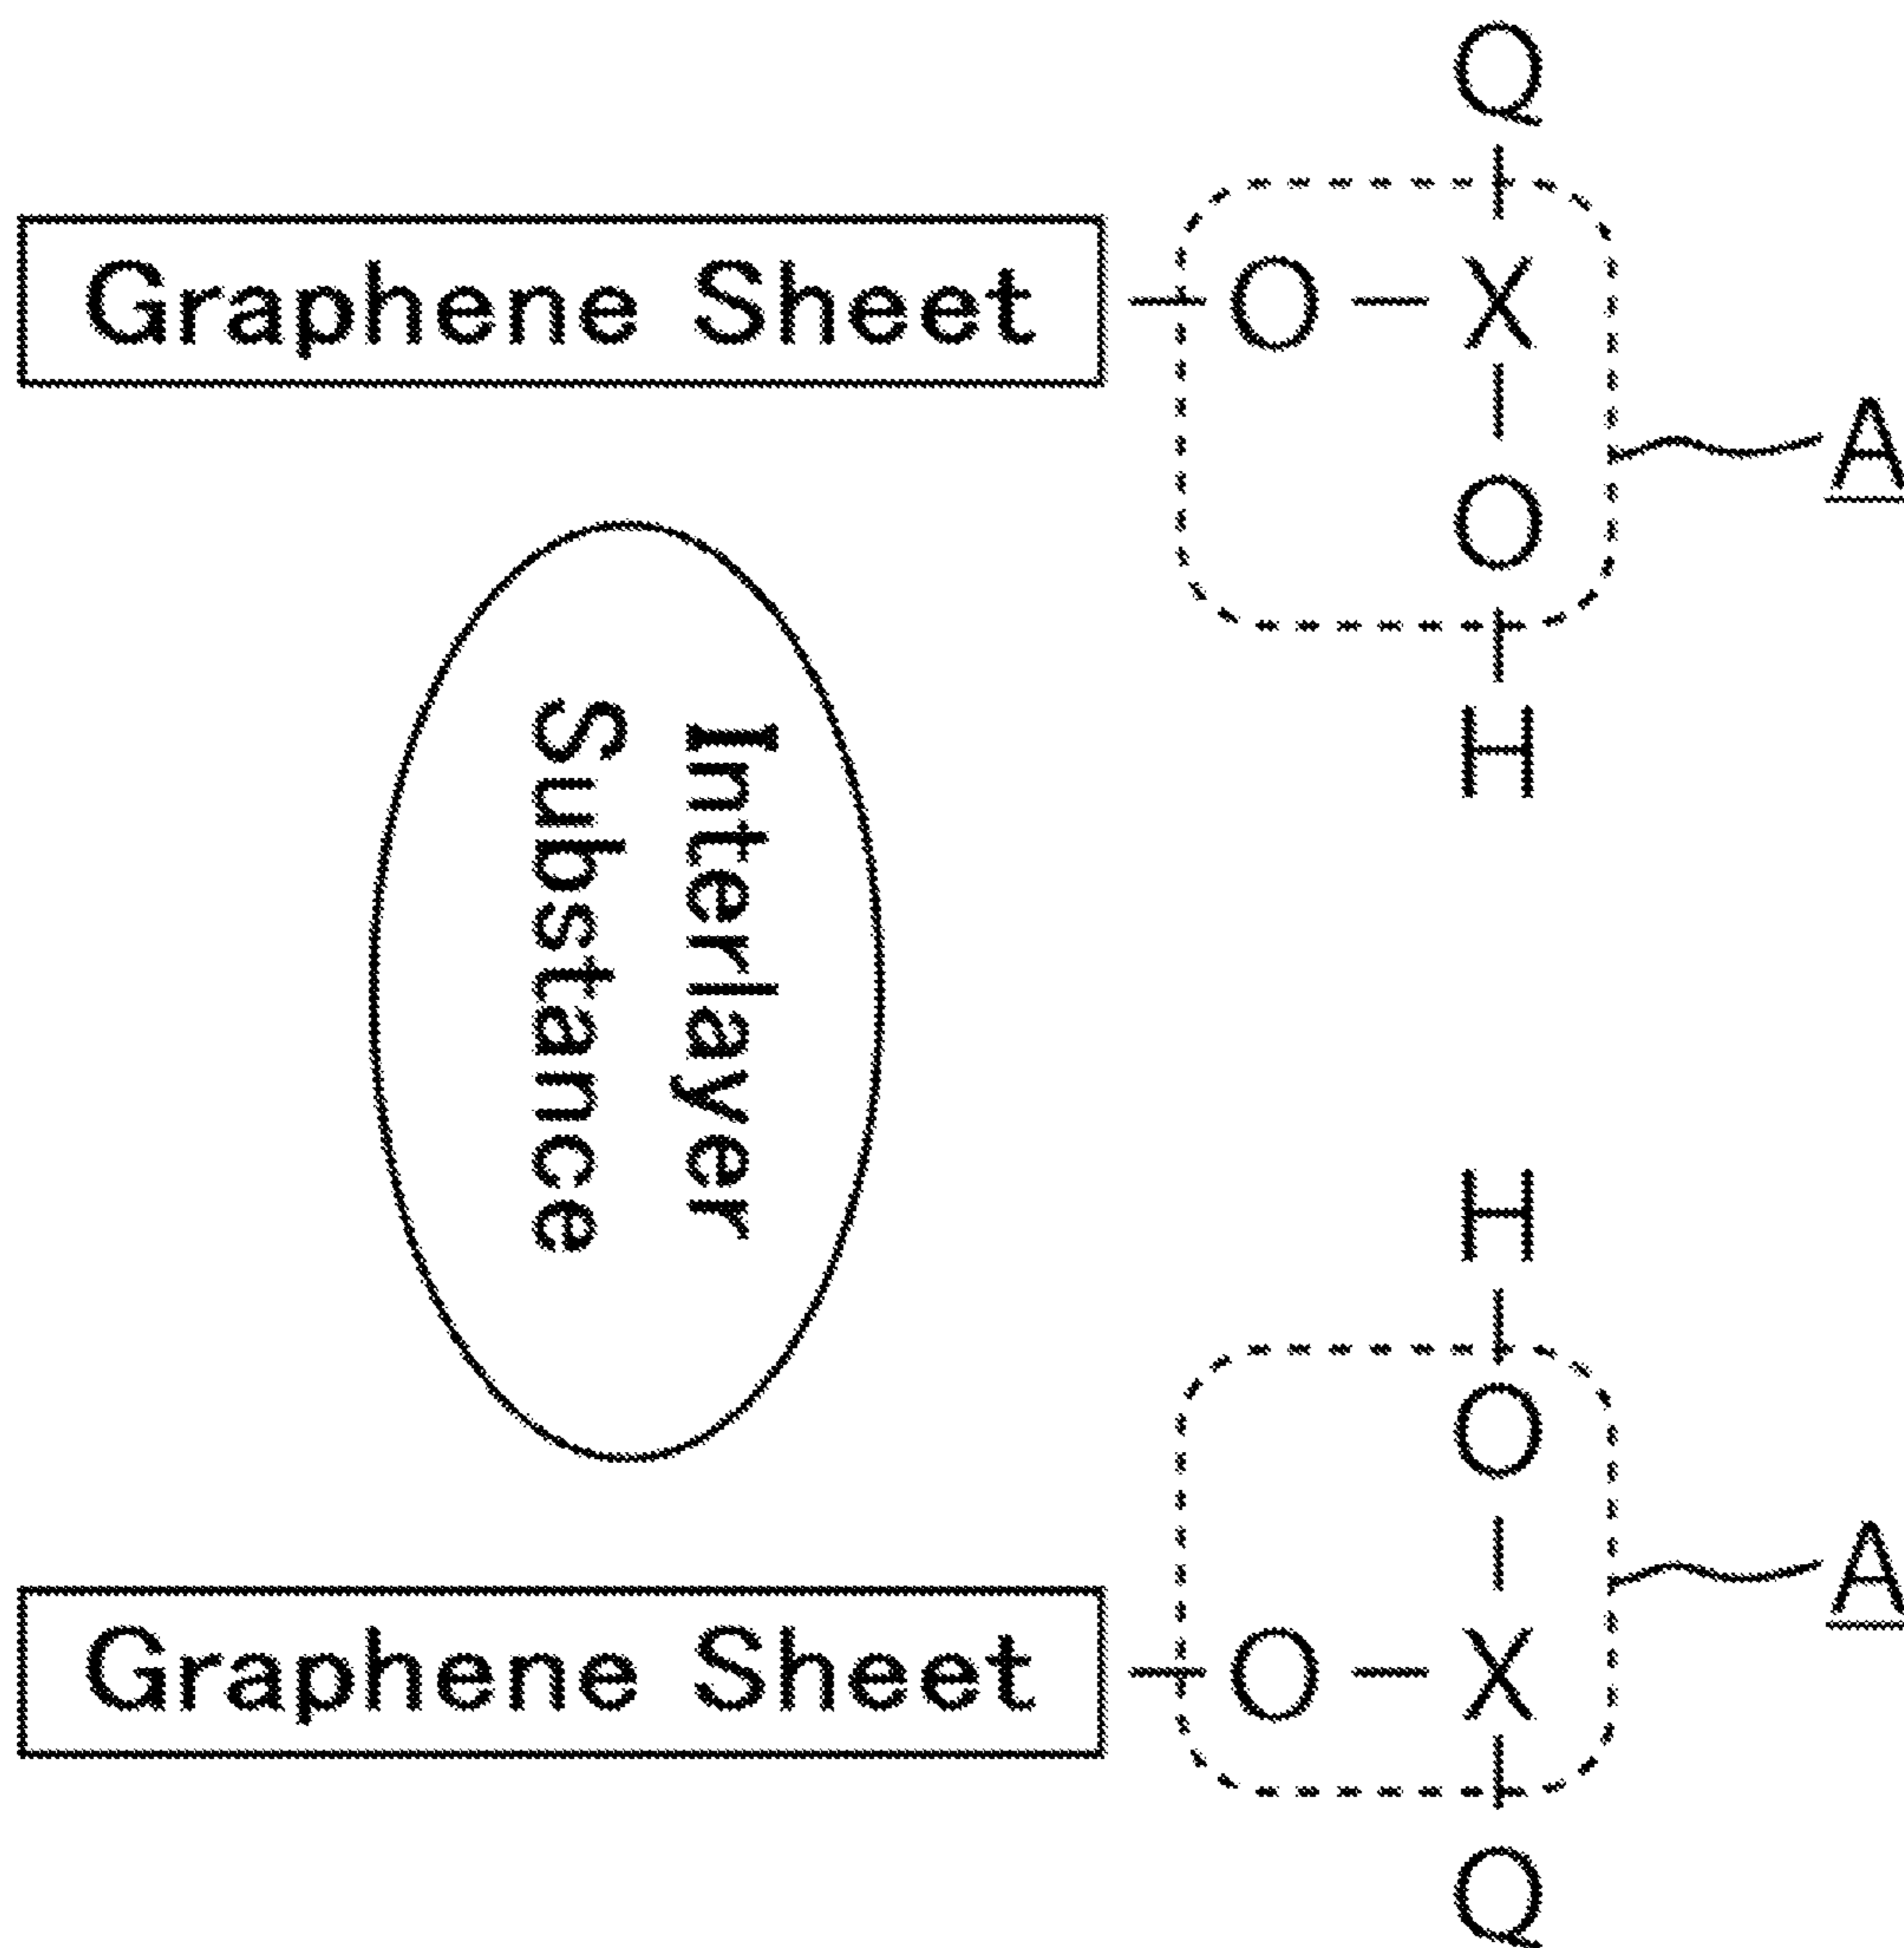 Q
Graphene Sheet – O – X
A
O
H
Interlayer
Substance
H
O
A
Graphene Sheet – O – X
Q